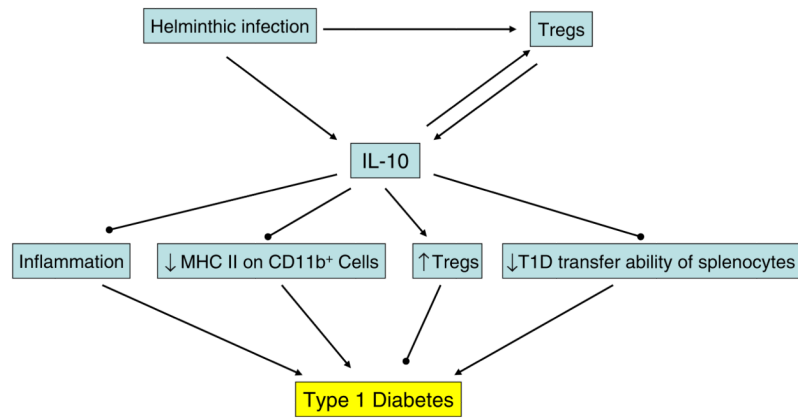 Helminthic infection
Tregs
IL-10
Inflammation
↓ MHC II on CD11b⁺ Cells
↑Tregs
↓T1D transfer ability of splenocytes
Type 1 Diabetes